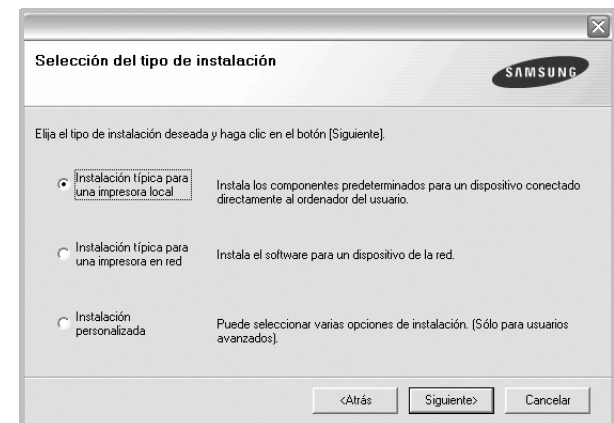 Selección del tipo de instalación
SAMSUNG
Elija el tipo de instalación deseada y haga clic en el botón [Siguiente].
Instalación típica para
una impresora local
Instala los componentes predeterminados para un dispositivo conectado
directamente al ordenador del usuario.
Instalación típica para
una impresora en red
Instala el software para un dispositivo de la red.
Instalación
personalizada
Puede seleccionar varias opciones de instalación. (Sólo para usuarios
avanzados).
<Atrás
Siguiente>
Cancelar